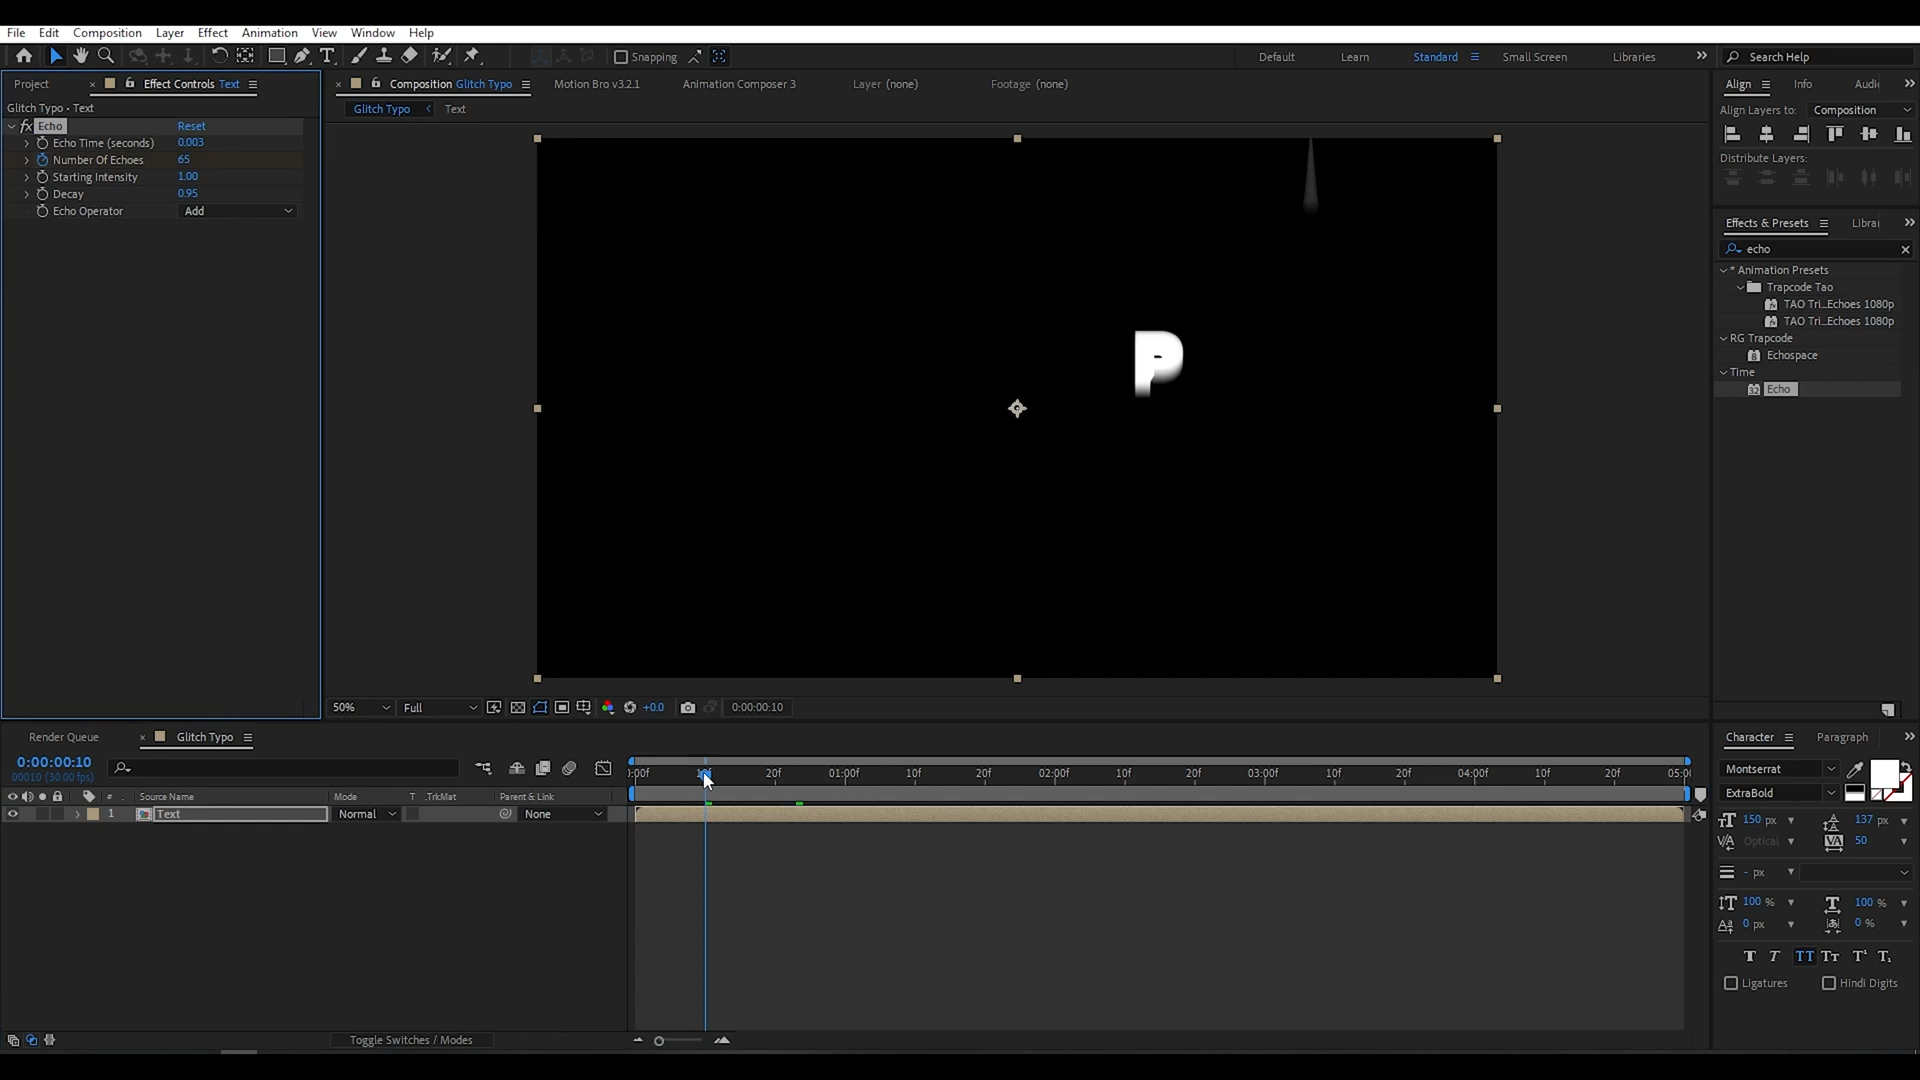 File Edit Composition Layer Effect Animation View Window Help
Snapping Default Learn Standard Small Screen Libraries Search Help
Project Effect Controls Text Composition Glitch Typo Motion Bro v3.2.1 Animation Composer 3 Layer (none) Footage (none) Align Info Audi
Glitch Typo • Text Glitch Typo Text Align Layers to: Composition
fx Echo Reset
Echo Time (seconds) 0.003
Number Of Echoes 65 Distribute Layers:
Starting Intensity 1.00
Decay 0.95
Echo Operator Add
Effects & Presets Librar
echo
* Animation Presets
Trapcode Tao
TAO Tri_Echoes 1080p
TAO Tri_Echoes 1080p
RG Trapcode
Echospace
Time
Echo
P
50% Full +0.0 0:00:00:10
Render Queue Glitch Typo Character Paragraph
0:00:00:10
00010 (30.00 fps)
:00f 20f 01:00f 10f 20f 02:00f 10f 20f 03:00f 10f 20f 04:00f 10f 20f 05:0
Montserrat
ExtraBold
# Source Name Mode T .TrkMat Parent & Link
1 Text Normal None
150 px 137 px
Optical 50
- px
100 % 100 %
0 px 0 %
T T TT Tт T¹ T₁
Ligatures Hindi Digits
Toggle Switches / Modes